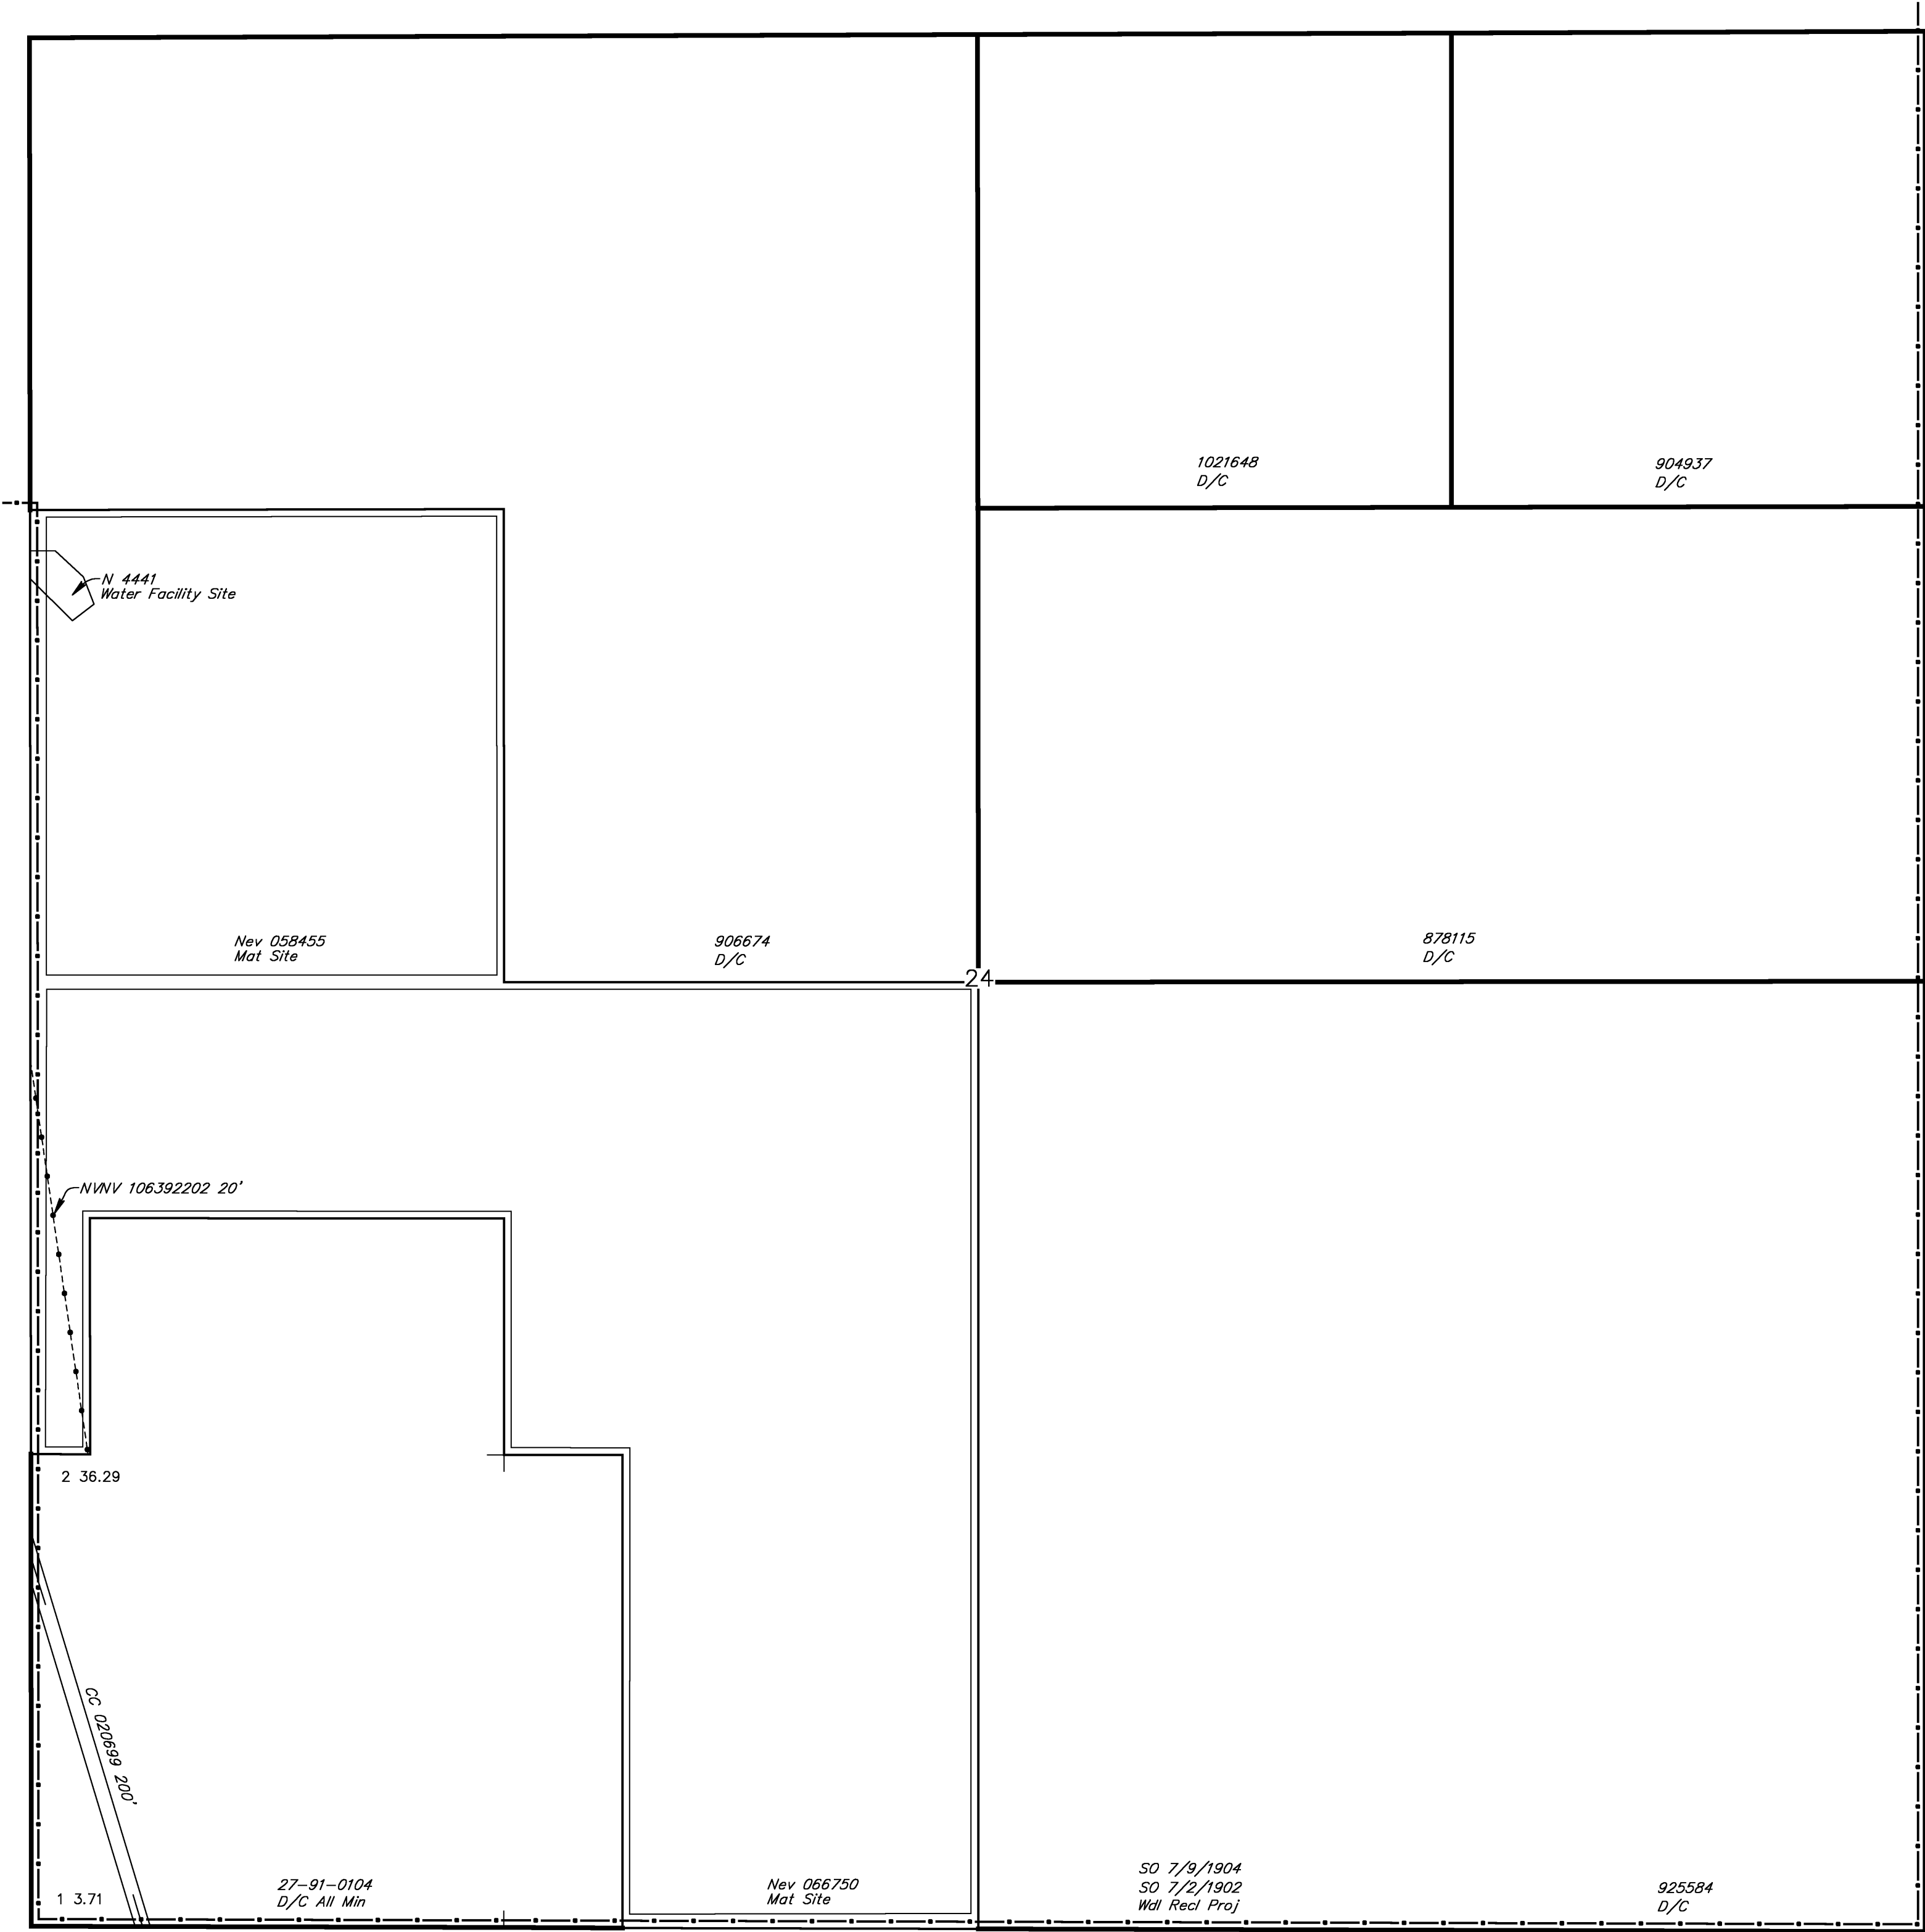 1021648
D/C
904937
D/C
N 4441
Water Facility Site
Nev 058455
Mat Site
906674
D/C
878115
D/C
24
NVNV 106392202 20'
2 36.29
CC 020699 200'
1 3.71
27-91-0104
D/C All Min
Nev 066750
Mat Site
SO 7/9/1904
SO 7/2/1902
Wdl Recl Proj
925584
D/C